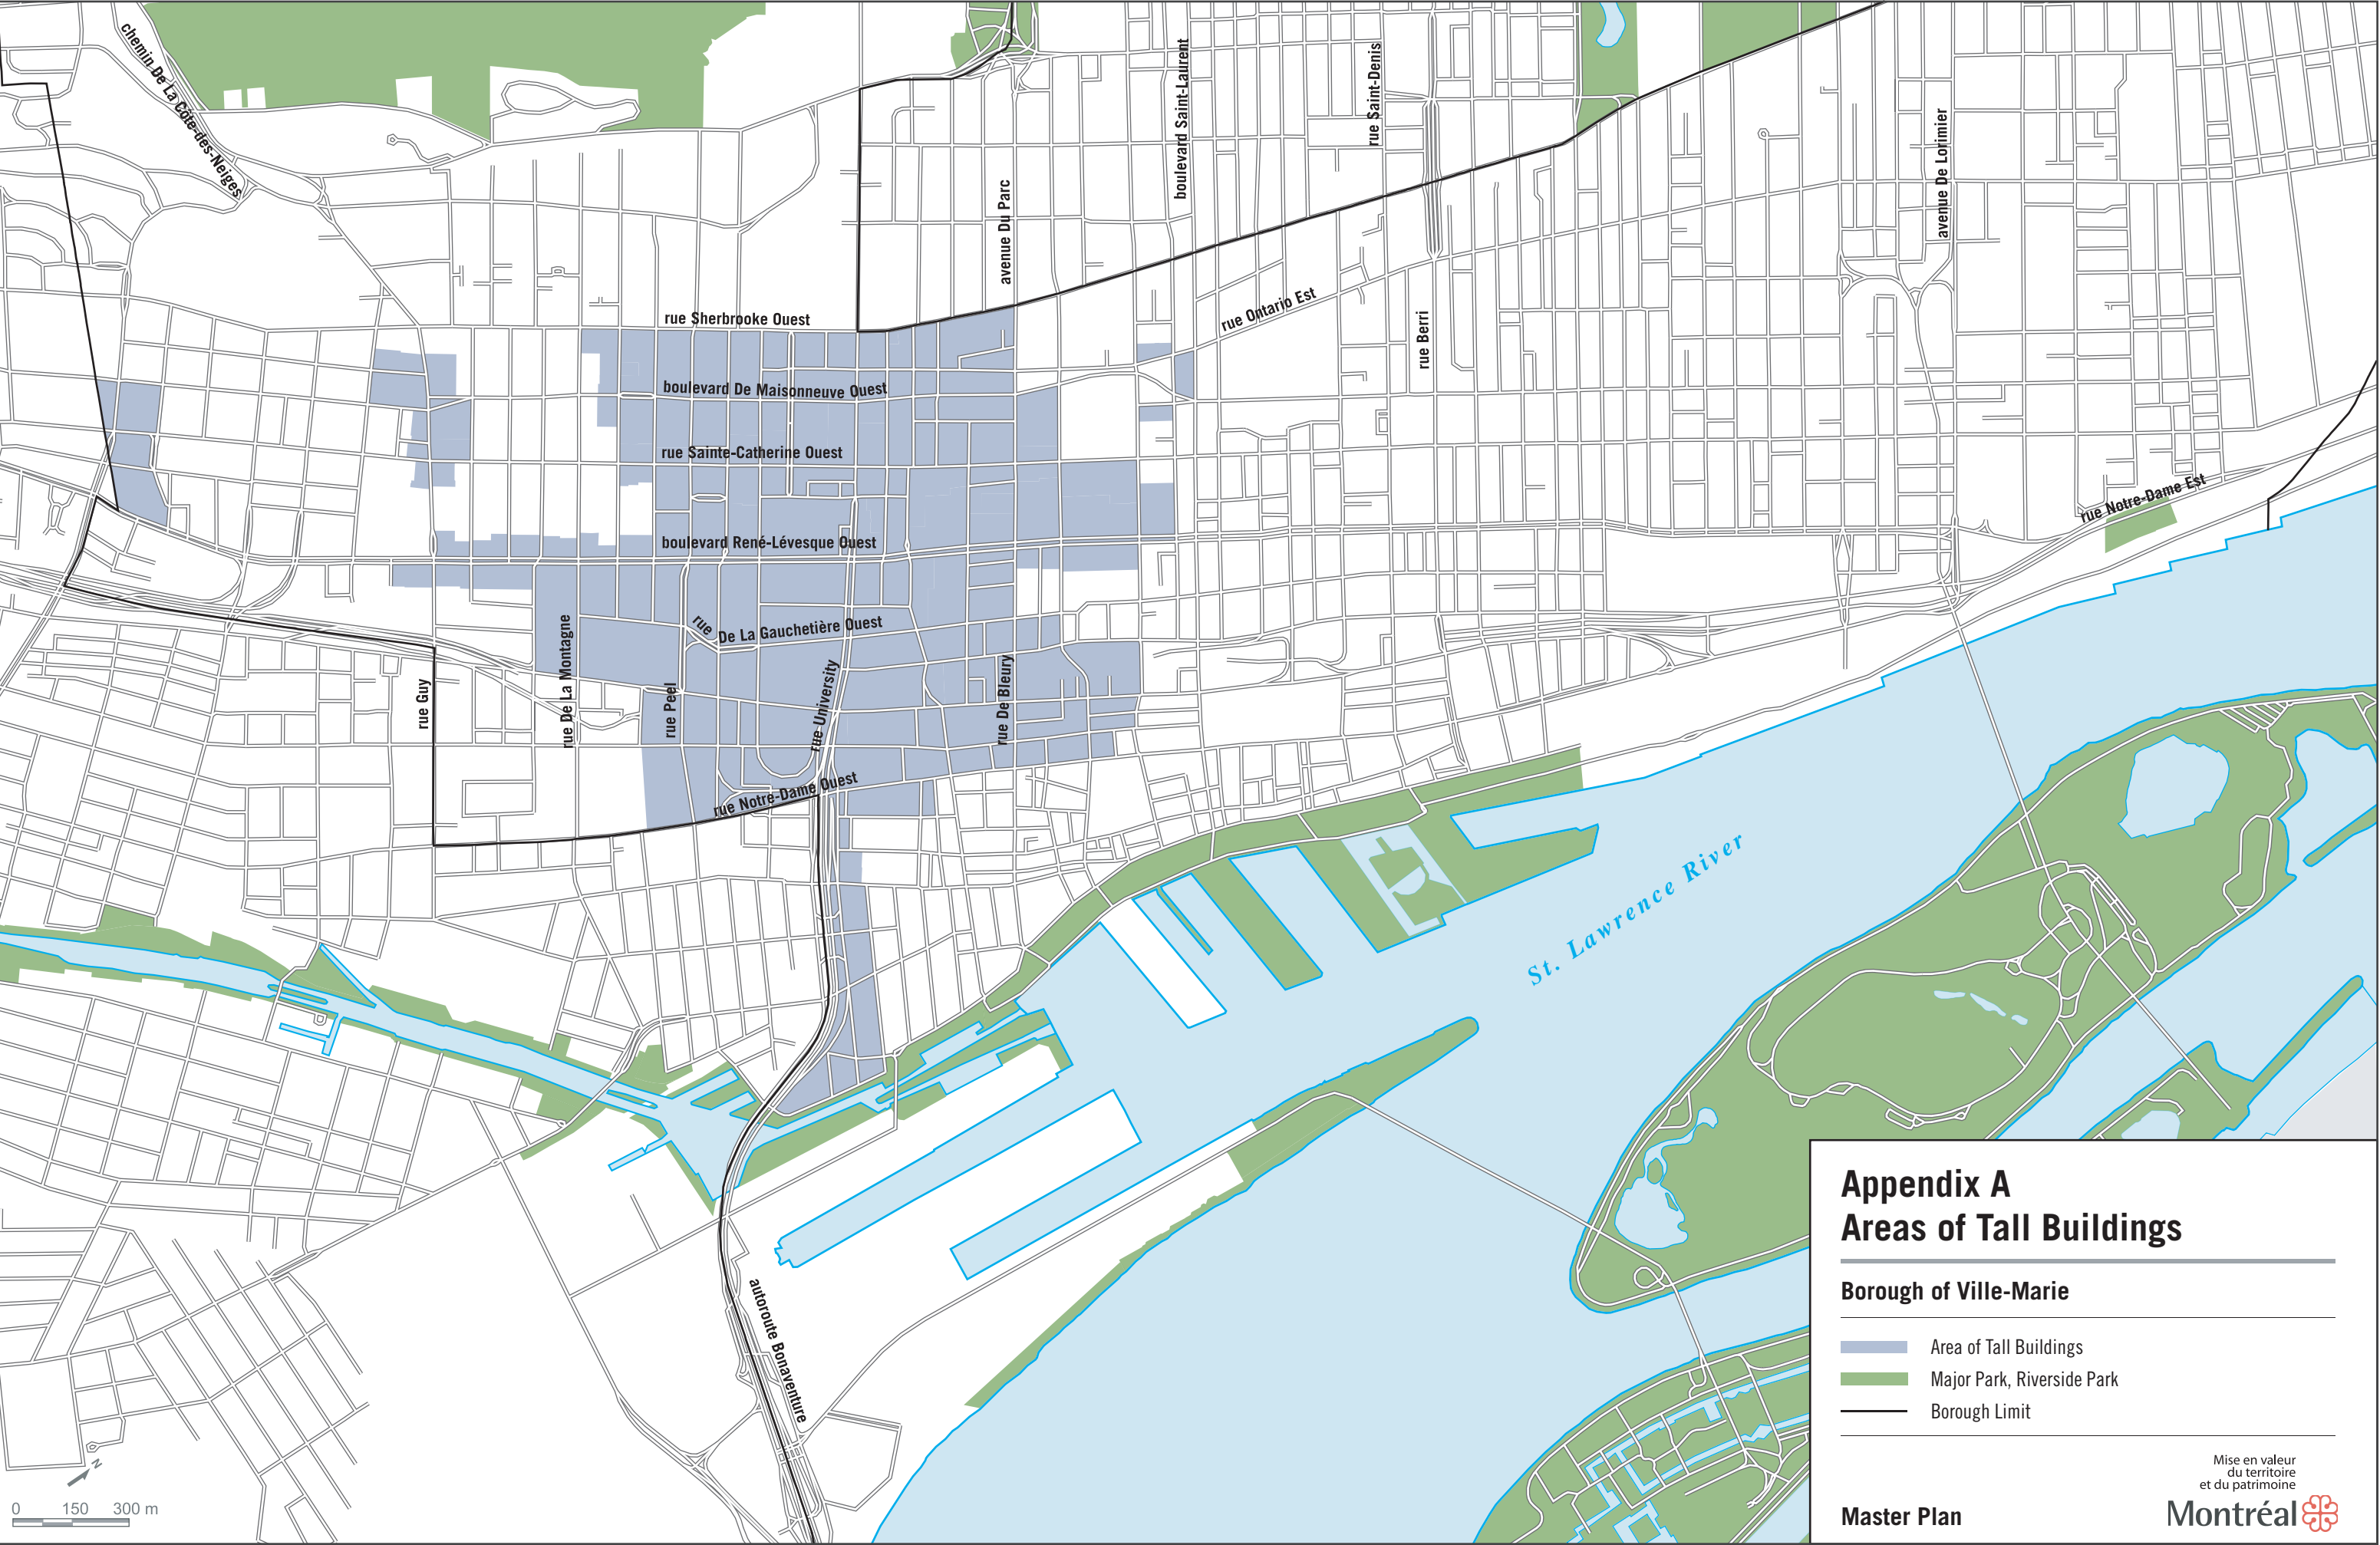 chemin De La Côte-des-Neiges
avenue Du Parc
boulevard Saint-Laurent
rue Saint-Denis
avenue De Lorimier
rue Sherbrooke Ouest
rue Ontario Est
rue Berri
boulevard De Maisonneuve Ouest
rue Sainte-Catherine Ouest
rue Notre-Dame Est
boulevard René-Lévesque Ouest
rue De La Gauchetière Ouest
rue Guy
rue De La Montagne
rue Peel
rue University
rue De Bleury
rue Notre-Dame Ouest
St. Lawrence River
autoroute Bonaventure
N
0 150 300 m
Appendix A
Areas of Tall Buildings
Borough of Ville-Marie
Area of Tall Buildings
Major Park, Riverside Park
Borough Limit
Mise en valeur
du territoire
et du patrimoine
Master Plan
Montréal